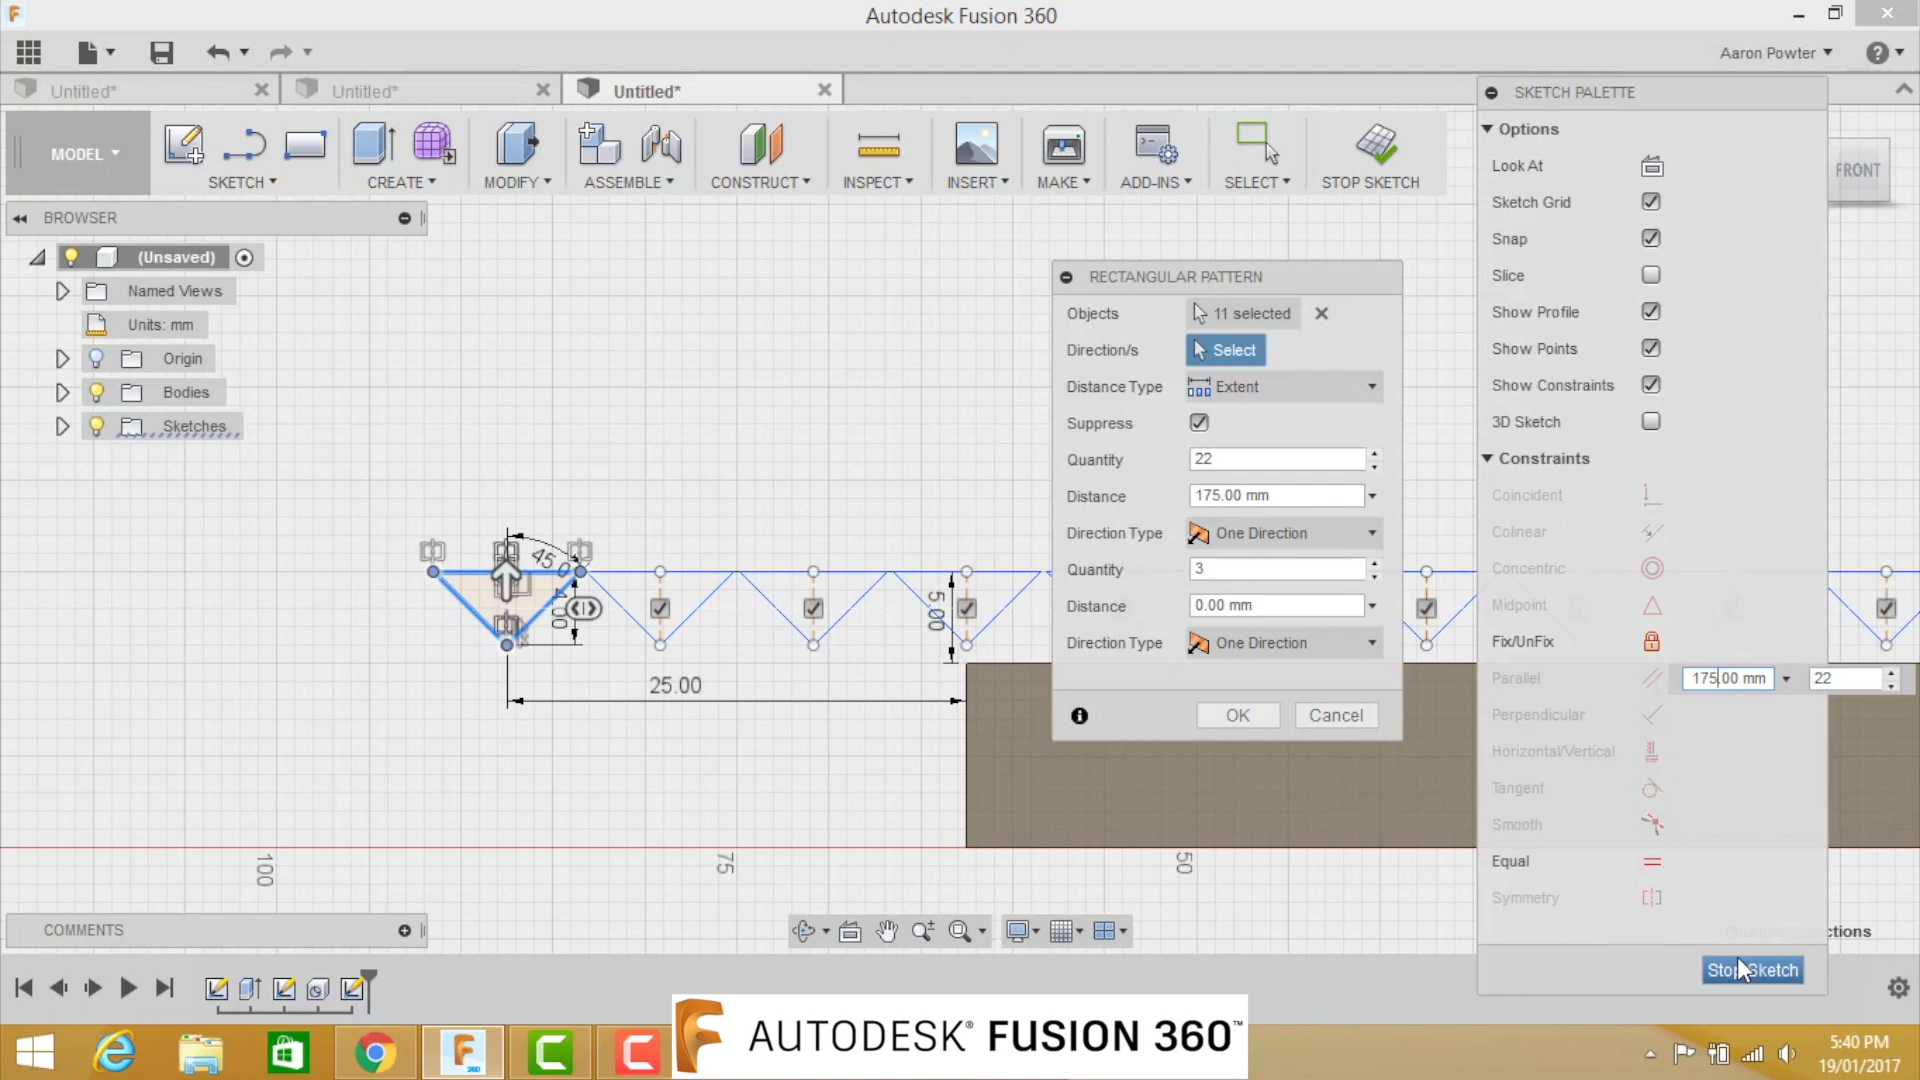 Autodesk Fusion 360
Aaron Powter
Untitled*
Untitled*
Untitled*
MODEL
SKETCH
CREATE
MODIFY
ASSEMBLE
CONSTRUCT
INSPECT
INSERT
MAKE
ADD-INS
SELECT
STOP SKETCH
FRONT
BROWSER
(Unsaved)
Named Views
Units: mm
Origin
Bodies
Sketches
RECTANGULAR PATTERN
Objects 11 selected
Direction/s Select
Distance Type Extent
Suppress
Quantity 22
Distance 175.00 mm
Direction Type One Direction
Quantity 3
Distance 0.00 mm
Direction Type One Direction
OK Cancel
SKETCH PALETTE
Options
Look At
Sketch Grid
Snap
Slice
Show Profile
Show Points
Show Constraints
3D Sketch
Constraints
Coincident
Colinear
Concentric
Midpoint
Fix/UnFix
Parallel
175.00 mm 22
Perpendicular
Horizontal/Vertical
Tangent
Smooth
Equal
Symmetry
Stop Sketch
45.0
5.00
25.00
100
75
50
COMMENTS
AUTODESK® FUSION 360™
5:40 PM
19/01/2017